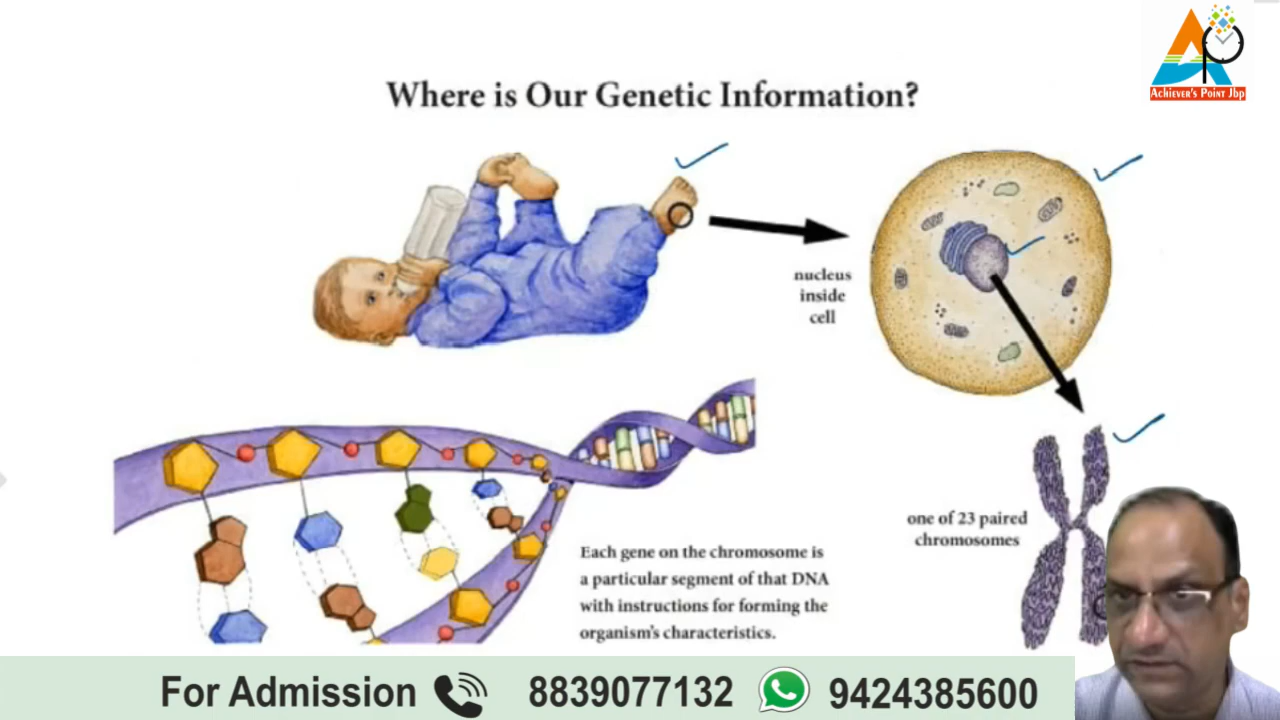 Achiever's Point Jbp
Where is Our Genetic Information?
nucleus
inside
cell
one of 23 paired
chromosomes
Each gene on the chromosome is
a particular segment of that DNA
with instructions for forming the
organism's characteristics.
For Admission 8839077132 9424385600